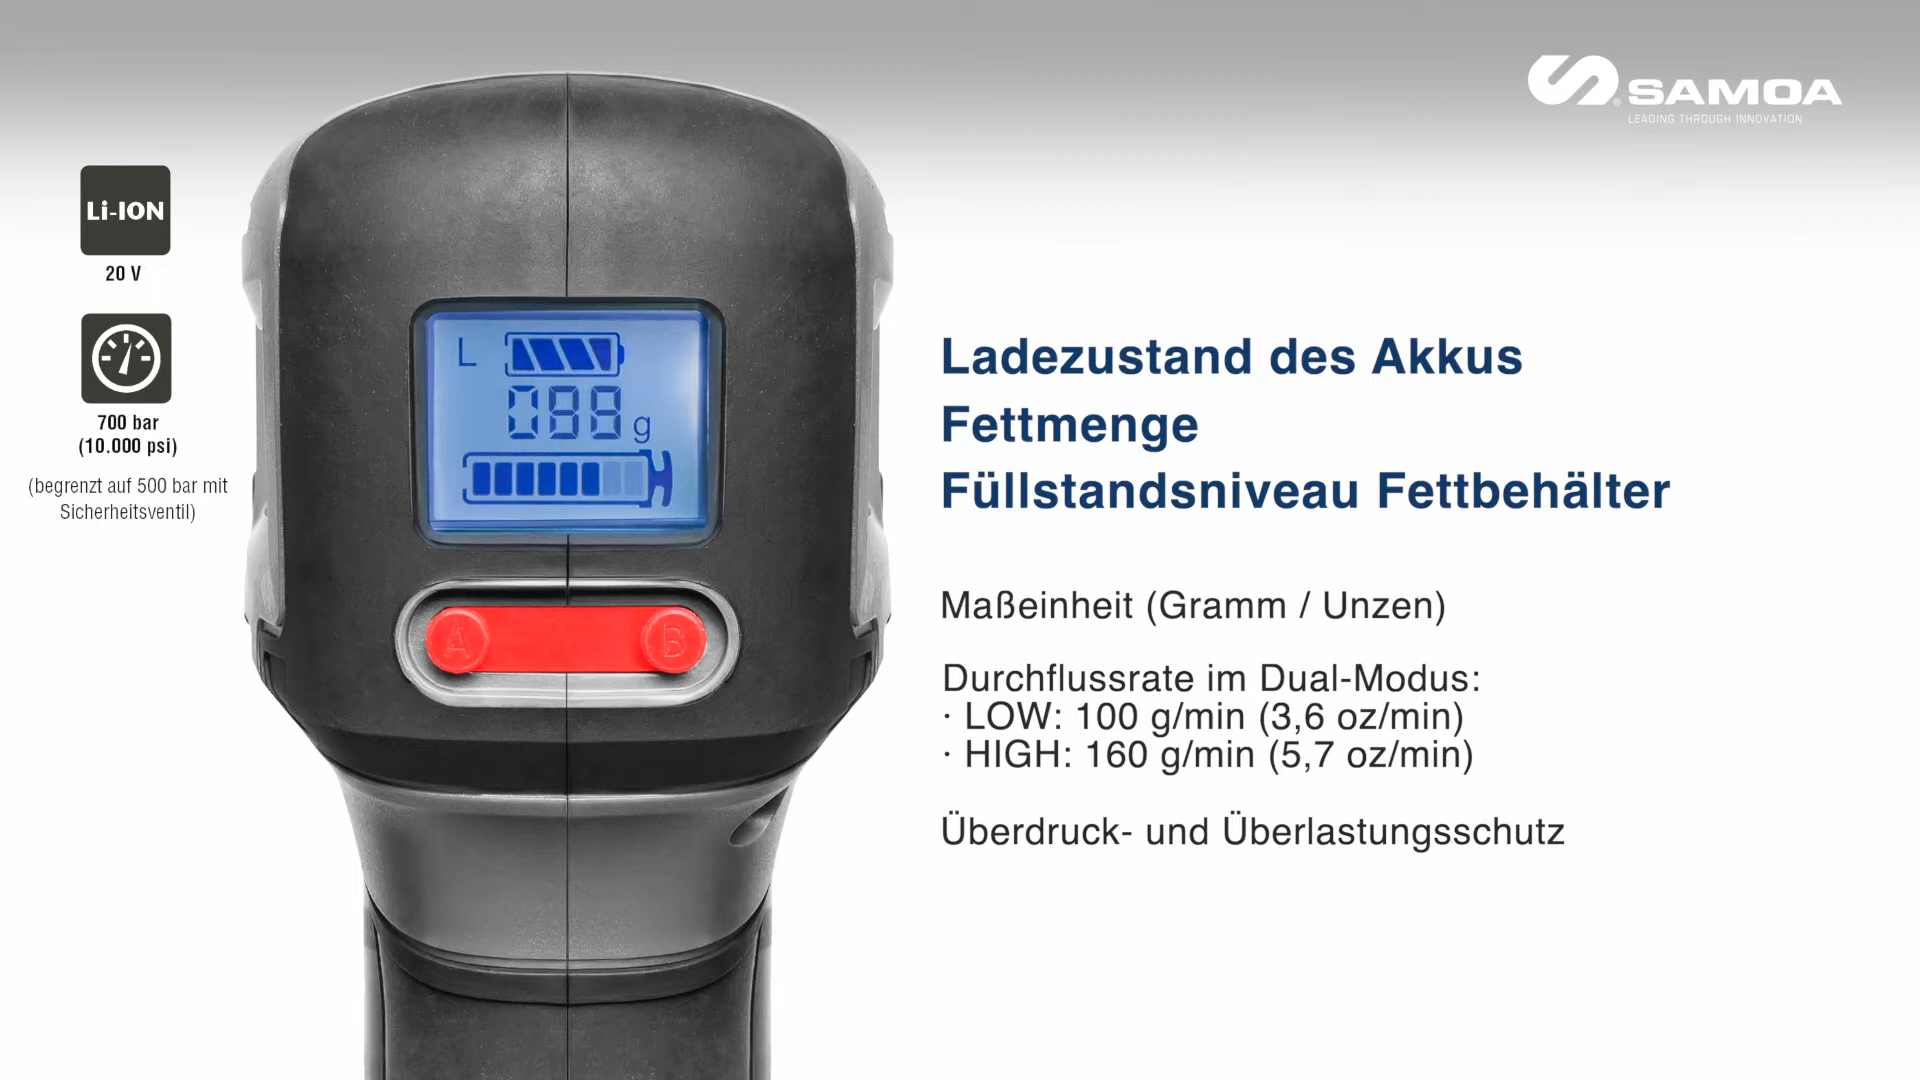 SAMOA
LEADING THROUGH INNOVATION
Li-ION
20 V
700 bar
(10.000 psi)
(begrenzt auf 500 bar mit
Sicherheitsventil)
L
088 g
A B
Ladezustand des Akkus
Fettmenge
Füllstandsniveau Fettbehälter
Maßeinheit (Gramm / Unzen)
Durchflussrate im Dual-Modus:
· LOW: 100 g/min (3,6 oz/min)
· HIGH: 160 g/min (5,7 oz/min)
Überdruck- und Überlastungsschutz